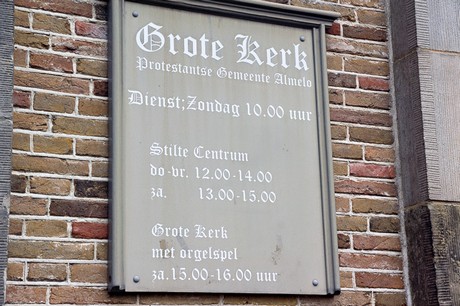 Grote Kerk
Protestantse Gemeente Almelo
Dienst;Zondag 10.00 uur
Stilte Centrum
do-vr. 12.00-14.00
za. 13.00-15.00
Grote Kerk
met orgelspel
za.15.00-16.00 uur